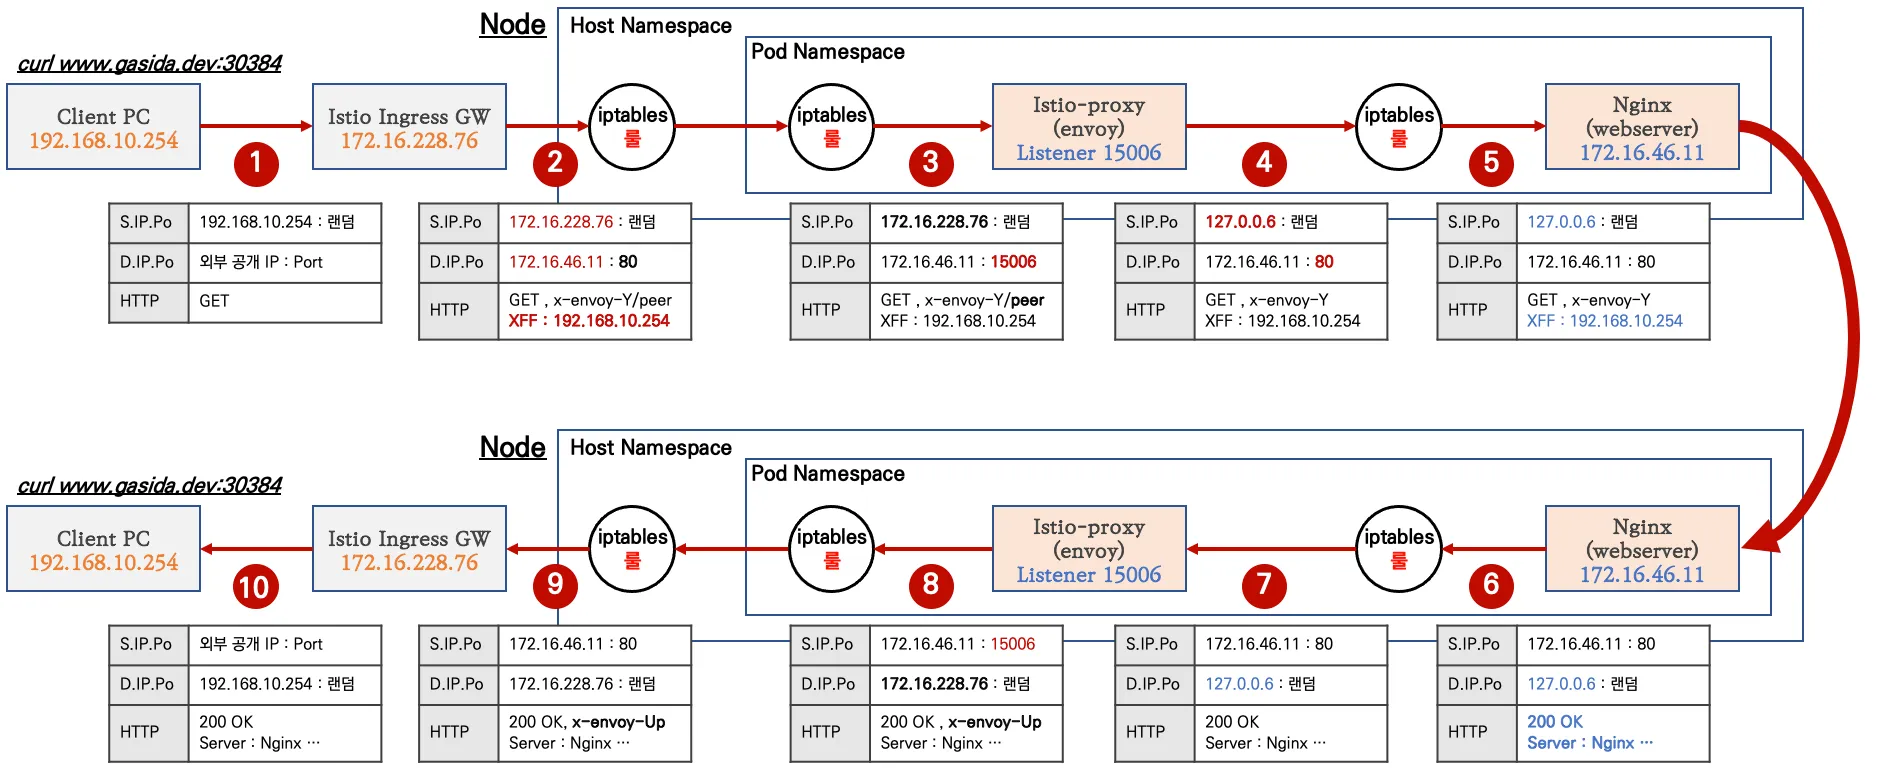 Node
Host Namespace
Pod Namespace
curl www.gasida.dev:30384
Client PC
192.168.10.254
Istio Ingress GW
172.16.228.76
iptables
룰
iptables
룰
Istio-proxy
(envoy)
Listener 15006
iptables
룰
Nginx
(webserver)
172.16.46.11
1
2
3
4
5
S.IP.Po 192.168.10.254 : 랜덤
D.IP.Po 외부 공개 IP : Port
HTTP GET
S.IP.Po 172.16.228.76 : 랜덤
D.IP.Po 172.16.46.11 : 80
HTTP GET , x-envoy-Y/peer
XFF : 192.168.10.254
S.IP.Po 172.16.228.76 : 랜덤
D.IP.Po 172.16.46.11 : 15006
HTTP GET , x-envoy-Y/peer
XFF : 192.168.10.254
S.IP.Po 127.0.0.6 : 랜덤
D.IP.Po 172.16.46.11 : 80
HTTP GET , x-envoy-Y
XFF : 192.168.10.254
S.IP.Po 127.0.0.6 : 랜덤
D.IP.Po 172.16.46.11 : 80
HTTP GET , x-envoy-Y
XFF : 192.168.10.254
Node
Host Namespace
Pod Namespace
curl www.gasida.dev:30384
Client PC
192.168.10.254
Istio Ingress GW
172.16.228.76
iptables
룰
iptables
룰
Istio-proxy
(envoy)
Listener 15006
iptables
룰
Nginx
(webserver)
172.16.46.11
10
9
8
7
6
S.IP.Po 외부 공개 IP : Port
D.IP.Po 192.168.10.254 : 랜덤
HTTP 200 OK
Server : Nginx ···
S.IP.Po 172.16.46.11 : 80
D.IP.Po 172.16.228.76 : 랜덤
HTTP 200 OK, x-envoy-Up
Server : Nginx ···
S.IP.Po 172.16.46.11 : 15006
D.IP.Po 172.16.228.76 : 랜덤
HTTP 200 OK , x-envoy-Up
Server : Nginx ···
S.IP.Po 172.16.46.11 : 80
D.IP.Po 127.0.0.6 : 랜덤
HTTP 200 OK
Server : Nginx ···
S.IP.Po 172.16.46.11 : 80
D.IP.Po 127.0.0.6 : 랜덤
HTTP 200 OK
Server : Nginx ···